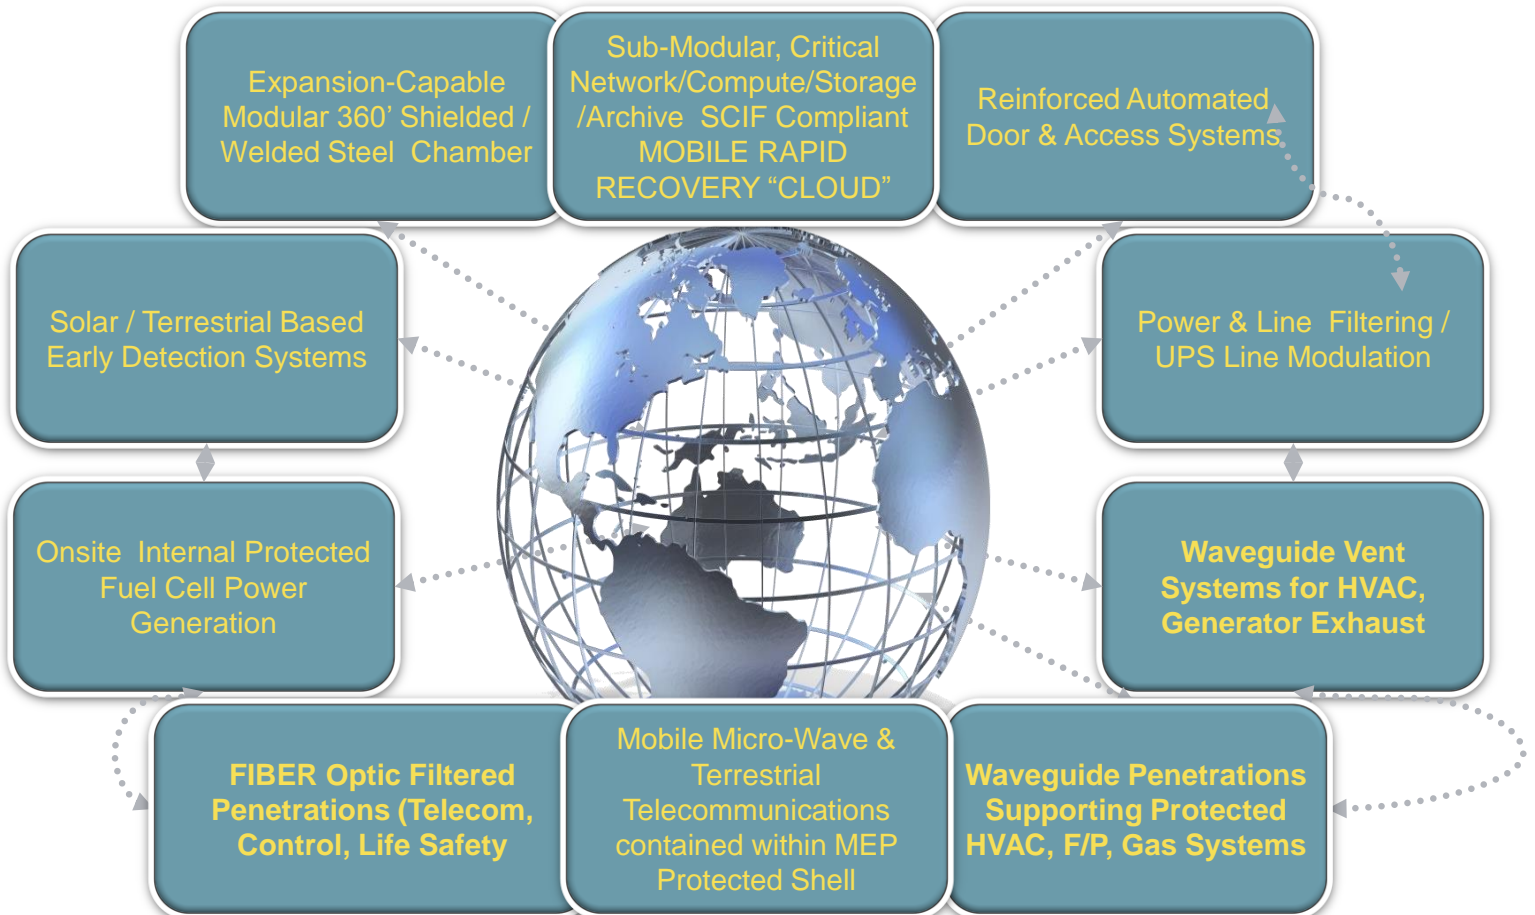 Expansion-Capable
Modular 360’ Shielded /
Welded Steel Chamber
Sub-Modular, Critical
Network/Compute/Storage
/Archive SCIF Compliant
MOBILE RAPID
RECOVERY “CLOUD”
Reinforced Automated
Door & Access Systems
Solar / Terrestrial Based
Early Detection Systems
Power & Line Filtering /
UPS Line Modulation
Onsite Internal Protected
Fuel Cell Power
Generation
Waveguide Vent
Systems for HVAC,
Generator Exhaust
FIBER Optic Filtered
Penetrations (Telecom,
Control, Life Safety
Mobile Micro-Wave &
Terrestrial
Telecommunications
contained within MEP
Protected Shell
Waveguide Penetrations
Supporting Protected
HVAC, F/P, Gas Systems